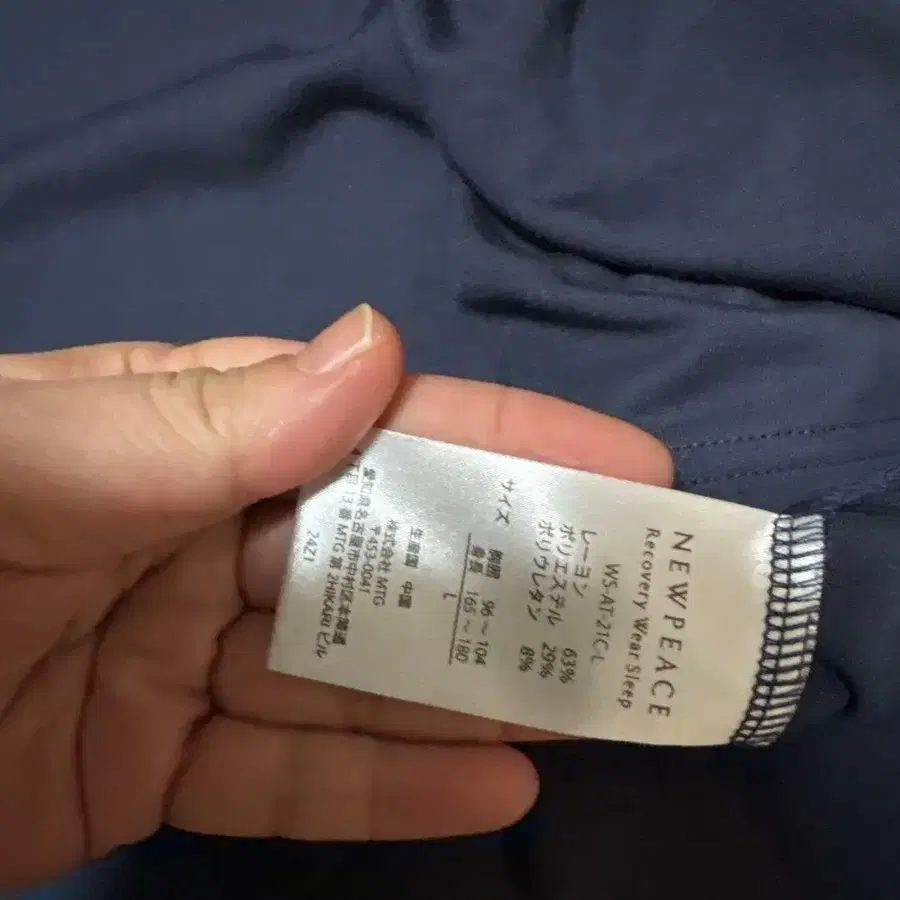 NEWPEACE
Recovery Wear Sleep
WS-AT-21C-L
レーヨン 63%
ポリエステル 29%
ポリウレタン 8%
サイズ L
胸囲 96～104
身長 165～180
生産国 中国
株式会社 MTG
〒453-0041
愛知県名古屋市中村区本陣通
丁目13番 MTG 第2HIKARIビル
24Z1